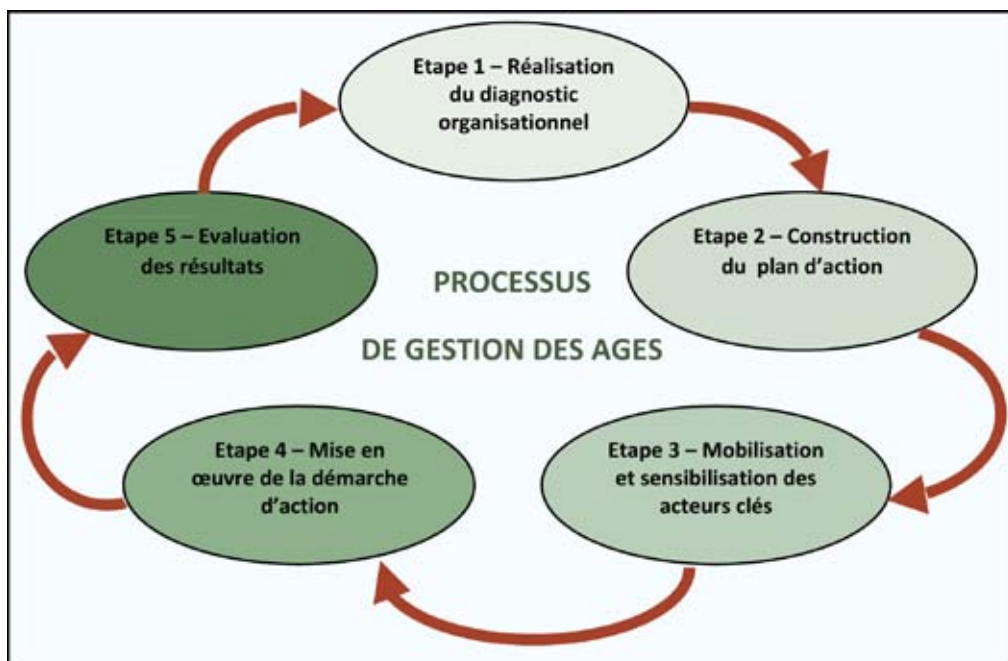 Etape 1 – Réalisation
du diagnostic
organisationnel
Etape 2 – Construction
du plan d'action
Etape 3 – Mobilisation
et sensibilisation des
acteurs clés
Etape 4 – Mise en
œuvre de la démarche
d'action
Etape 5 – Evaluation
des résultats
PROCESSUS
DE GESTION DES AGES